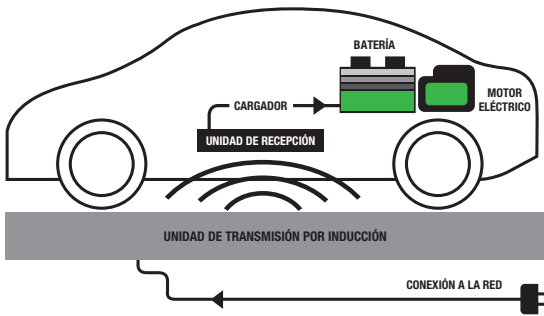 BATERÍA
MOTOR
ELÉCTRICO
CARGADOR
UNIDAD DE RECEPCIÓN
UNIDAD DE TRANSMISIÓN POR INDUCCIÓN
CONEXIÓN A LA RED